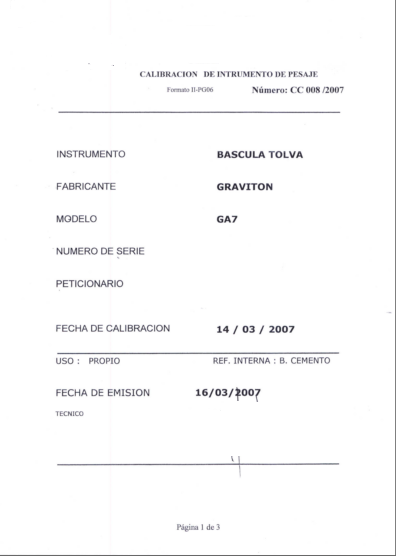 CALIBRACION DE INTRUMENTO DE PESAJE
Formato II-PG06 Número: CC 008 /2007
INSTRUMENTO BASCULA TOLVA
FABRICANTE GRAVITON
MODELO GA7
NUMERO DE SERIE
PETICIONARIO
FECHA DE CALIBRACION 14 / 03 / 2007
USO : PROPIO REF. INTERNA : B. CEMENTO
FECHA DE EMISION 16/03/2007
TECNICO
Página 1 de 3